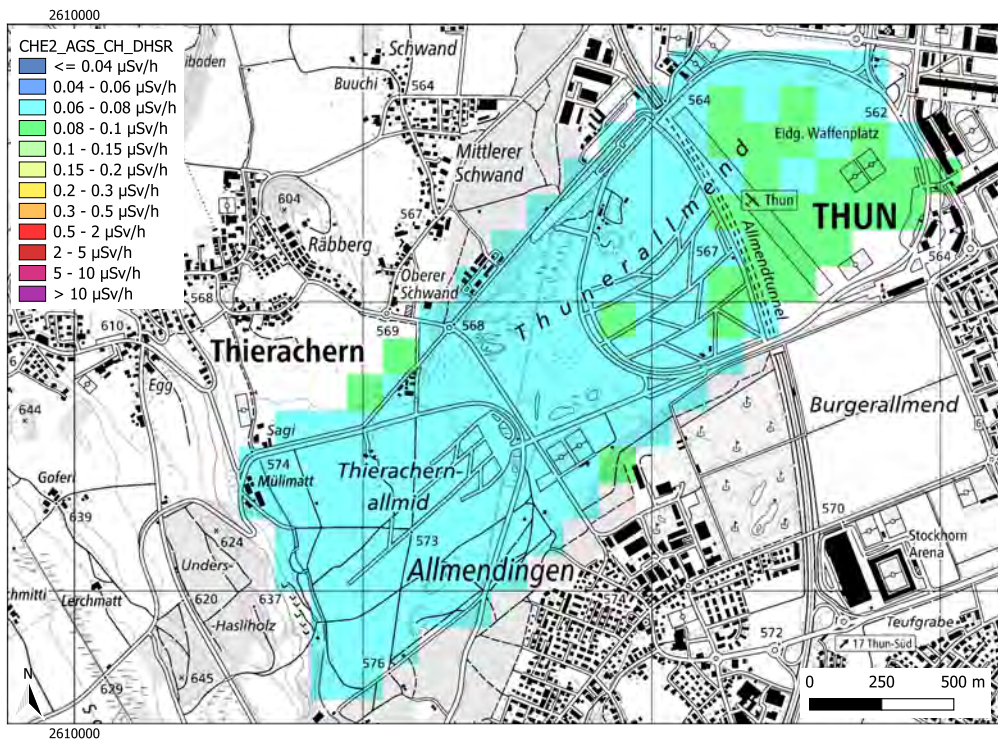 2610000
CHE2_AGS_CH_DHSR
<= 0.04 µSv/h
0.04 - 0.06 µSv/h
0.06 - 0.08 µSv/h
0.08 - 0.1 µSv/h
0.1 - 0.15 µSv/h
0.15 - 0.2 µSv/h
0.2 - 0.3 µSv/h
0.3 - 0.5 µSv/h
0.5 - 2 µSv/h
2 - 5 µSv/h
5 - 10 µSv/h
> 10 µSv/h
Schwand
Buuchi
564
564
562
Eidg. Waffenplatz
Mittlerer
Schwand
604
Thun
THUN
567
Räbberg
Thunerallmend
567
Allmendtunnel
564
Oberer
Schwand
568
569
568
610
Thierachern
Egg
644
Burgerallmend
Sagi
574
Mülimatt
Thierachern-
allmid
Goferi
639
570
624
573
Stockhorn
Arena
Unders-
Allmendingen
hmitti
Lerchmatt
620
637
574
-Hasliholz
Teufgrabe
572
17 Thun-Süd
576
645
629
N
0
250
500 m
2610000